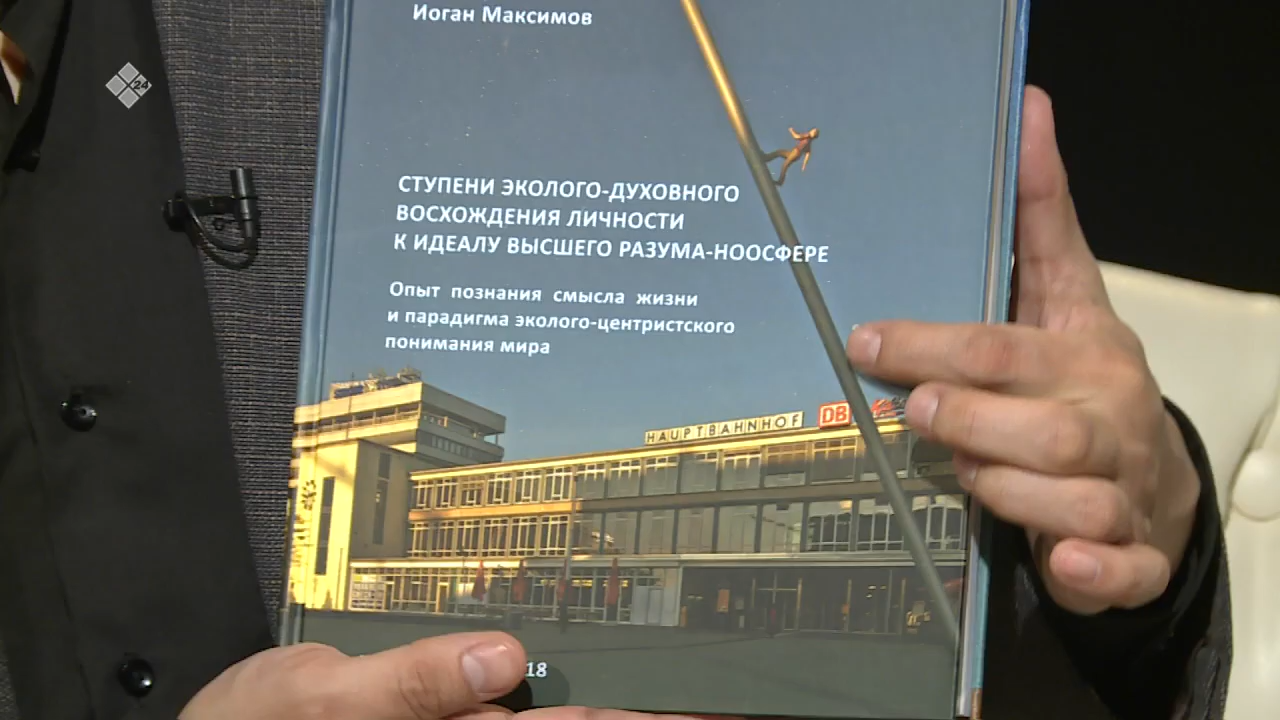 Иоган Максимов
24
СТУПЕНИ ЭКОЛОГО-ДУХОВНОГО
ВОСХОЖДЕНИЯ ЛИЧНОСТИ
К ИДЕАЛУ ВЫСШЕГО РАЗУМА-НООСФЕРЕ
Опыт познания смысла жизни
и парадигма эколого-центристского
понимания мира
HAUPTBAHNHOF DB
18